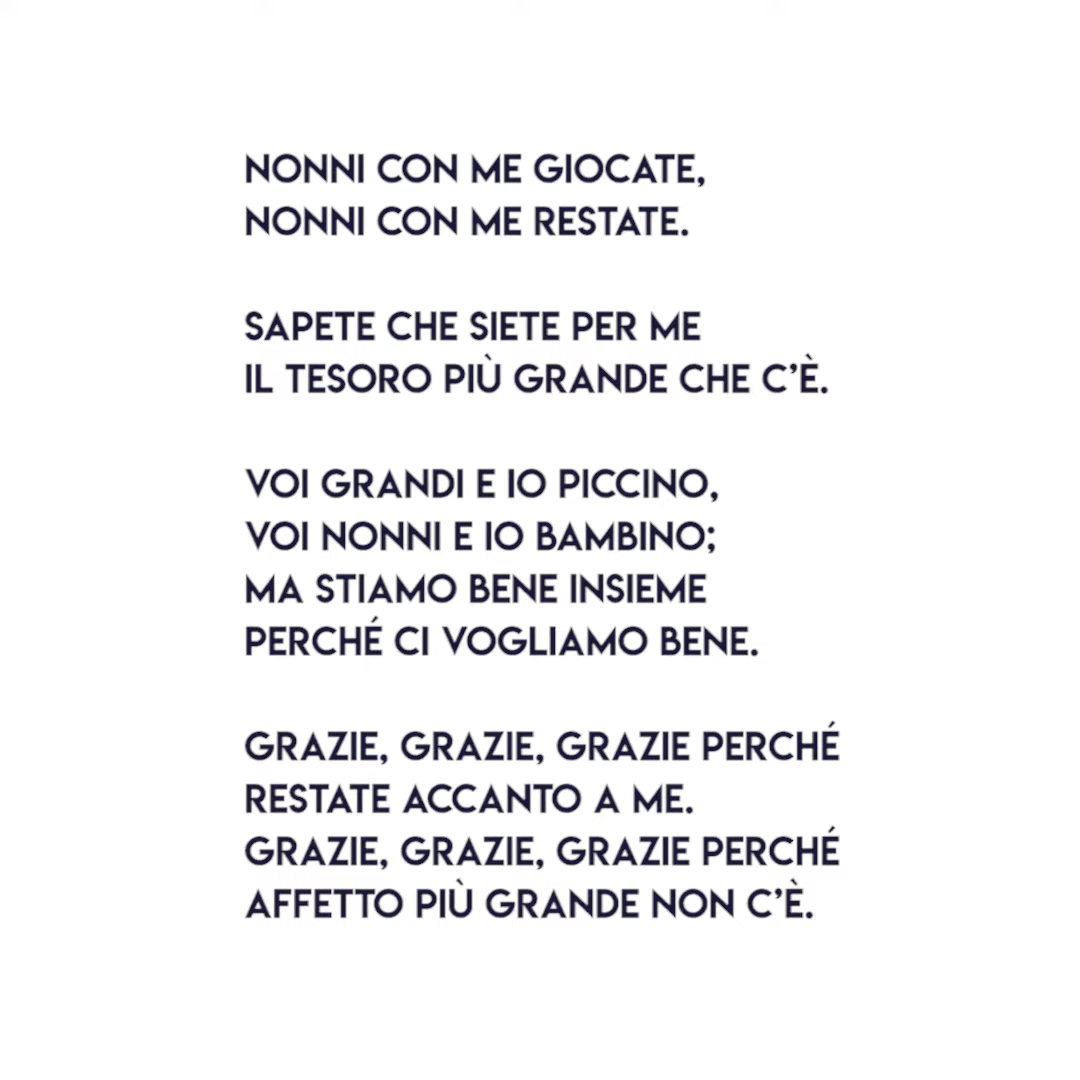 NONNI CON ME GIOCATE,
NONNI CON ME RESTATE.
SAPETE CHE SIETE PER ME
IL TESORO PIÙ GRANDE CHE C’È.
VOI GRANDI E IO PICCINO,
VOI NONNI E IO BAMBINO;
MA STIAMO BENE INSIEME
PERCHÉ CI VOGLIAMO BENE.
GRAZIE, GRAZIE, GRAZIE PERCHÉ
RESTATE ACCANTO A ME.
GRAZIE, GRAZIE, GRAZIE PERCHÉ
AFFETTO PIÙ GRANDE NON C’È.